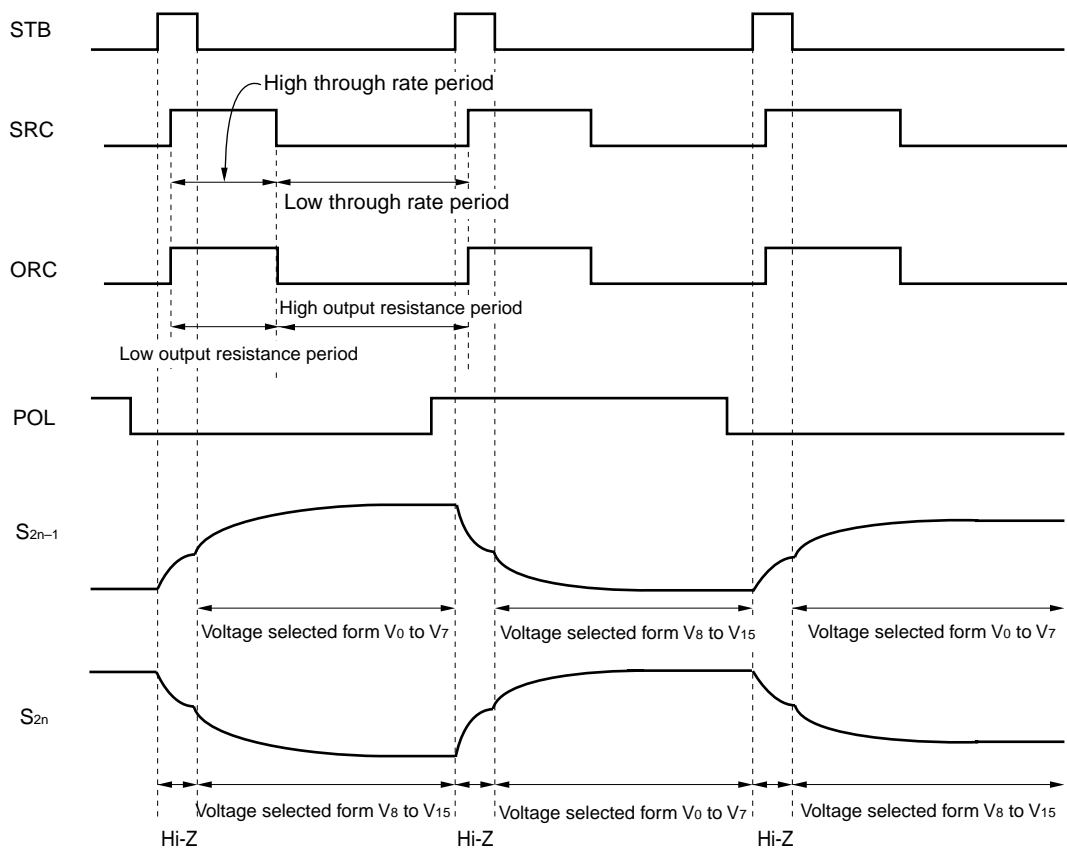 STB
High through rate period
SRC
Low through rate period
ORC
High output resistance period
Low output resistance period
POL
S2n–1
Voltage selected form V0 to V7
Voltage selected form V8 to V15
Voltage selected form V0 to V7
S2n
Voltage selected form V8 to V15
Voltage selected form V0 to V7
Voltage selected form V8 to V15
Hi-Z
Hi-Z
Hi-Z